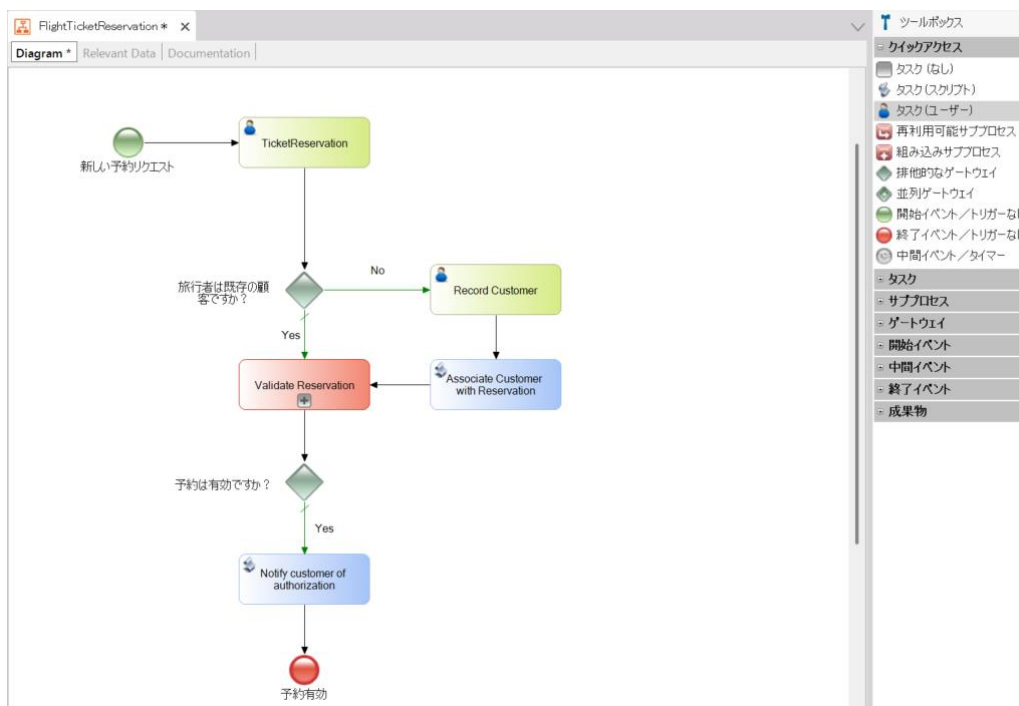 FlightTicketReservation *
Diagram * Relevant Data Documentation
新しい予約リクエスト
TicketReservation
旅行者は既存の顧
客ですか？
No
Record Customer
Yes
Validate Reservation
Associate Customer
with Reservation
予約は有効ですか？
Yes
Notify customer of
authorization
予約有効
ツールボックス
クイックアクセス
タスク (なし)
タスク (スクリプト)
タスク (ユーザー)
再利用可能サブプロセス
組み込みサブプロセス
排他的なゲートウェイ
並列ゲートウェイ
開始イベント／トリガーな
終了イベント／トリガーな
中間イベント／タイマー
タスク
サブプロセス
ゲートウェイ
開始イベント
中間イベント
終了イベント
成果物